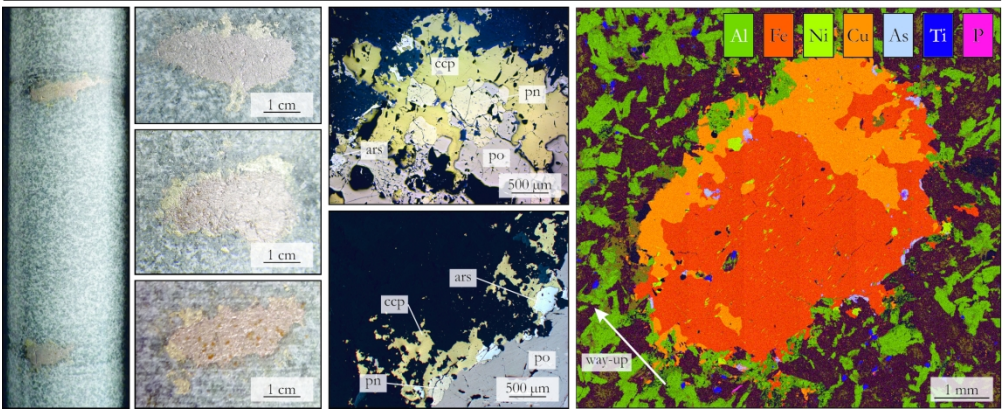 1 cm
1 cm
1 cm
ccp
pn
ars
po
500 µm
ars
ccp
po
pn
500 µm
Al Fe Ni Cu As Ti P
way-up
1 mm